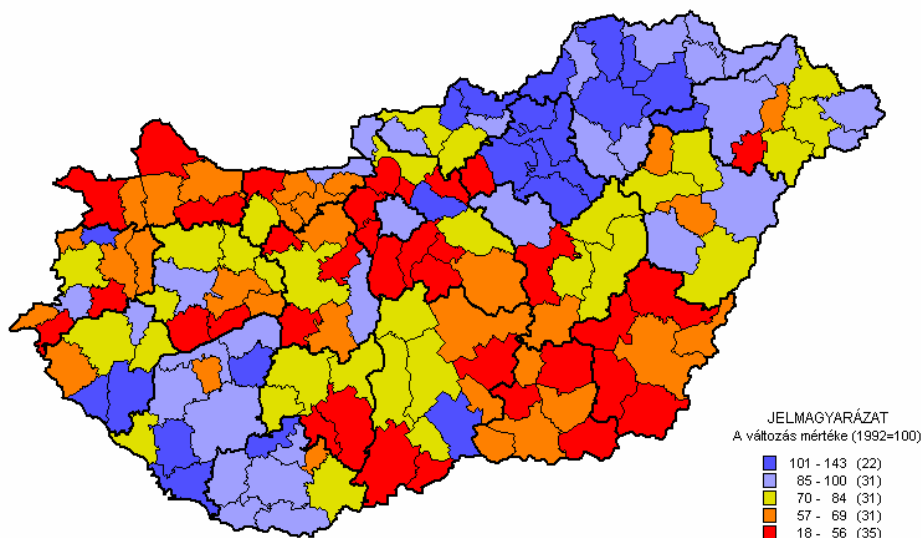 JELMAGYARÁZAT
A változás mértéke (1992=100)
101 - 143 (22)
85 - 100 (31)
70 - 84 (31)
57 - 69 (31)
18 - 56 (35)